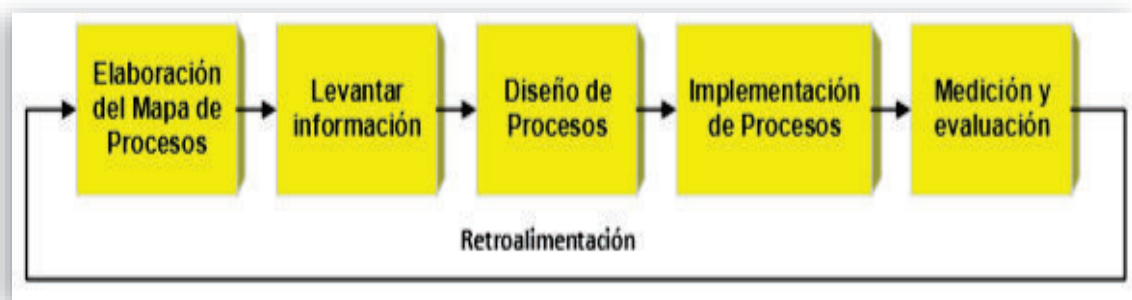 Elaboración
del Mapa de
Procesos
Levantar
información
Diseño de
Procesos
Implementación
de Procesos
Medición y
evaluación
Retroalimentación